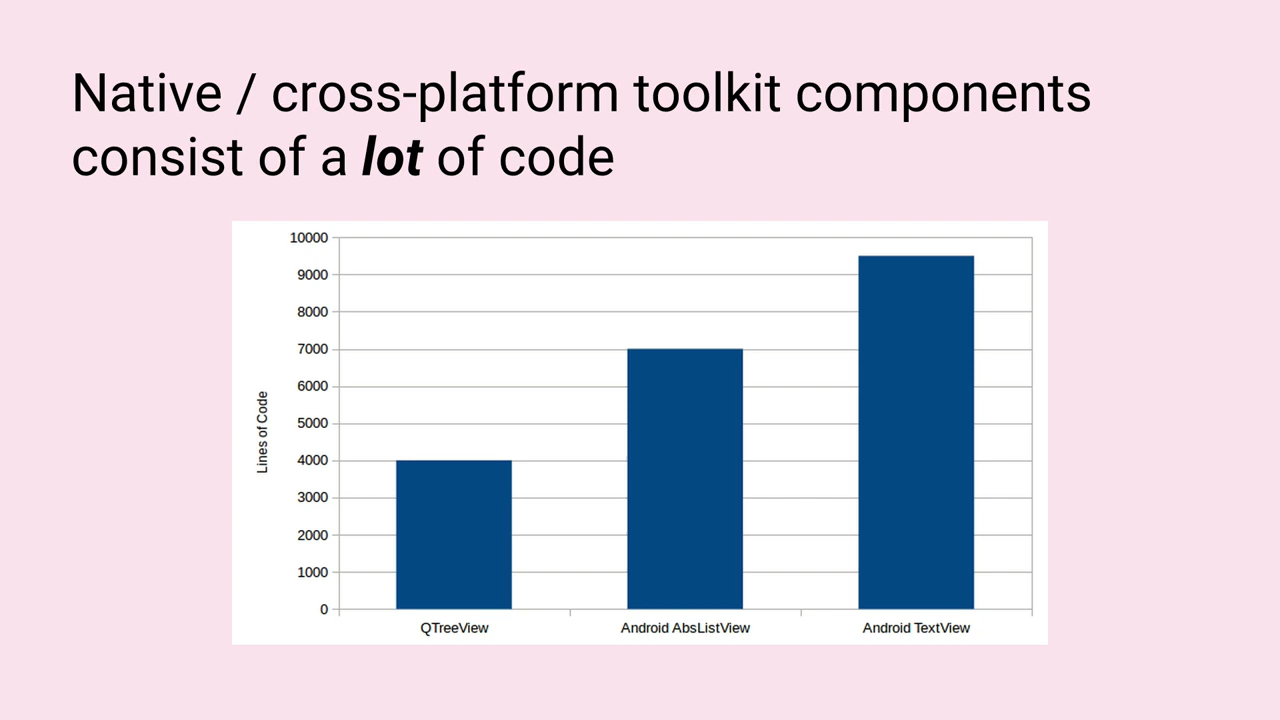 Native / cross-platform toolkit components
consist of a lot of code
10000
9000
8000
7000
6000
5000
4000
3000
2000
1000
0
Lines of Code
QTreeView
Android AbsListView
Android TextView